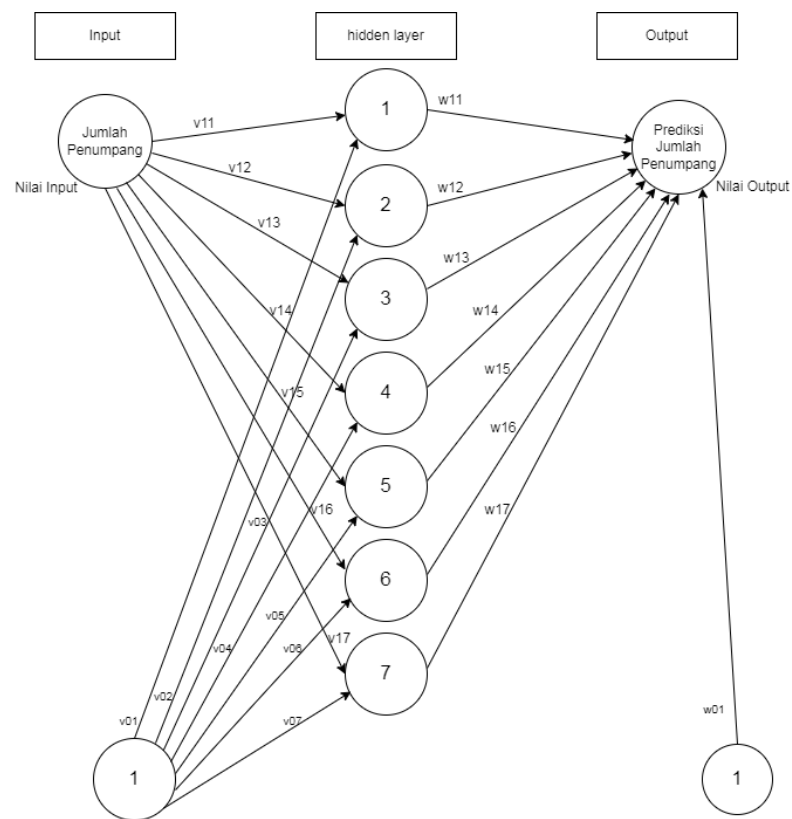 Input
hidden layer
Output
Jumlah
Penumpang
Nilai Input
v11
v12
v13
v14
v15
v16
v17
1
2
3
4
5
6
7
w11
w12
w13
w14
w15
w16
w17
Prediksi
Jumlah
Penumpang
Nilai Output
v01
v02
v03
v04
v05
v06
v07
1
w01
1